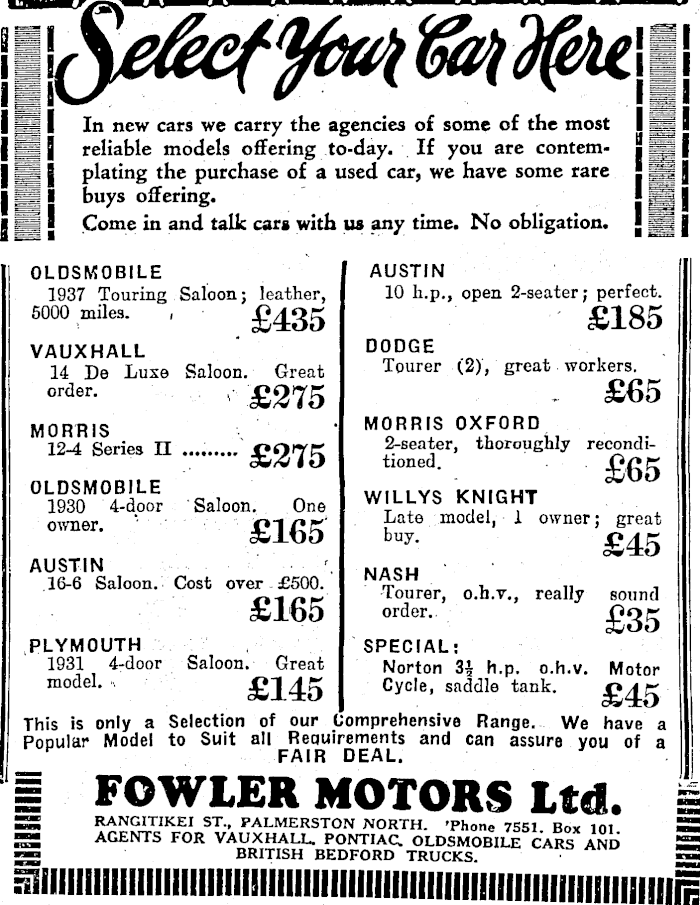 Select Your Car Here
In new cars we carry the agencies of some of the most
reliable models offering to-day. If you are contem-
plating the purchase of a used car, we have some rare
buys offering.
Come in and talk cars with us any time. No obligation.
OLDSMOBILE
1937 Touring Saloon; leather,
5000 miles. £435
VAUXHALL
14 De Luxe Saloon. Great
order. £275
MORRIS
12-4 Series II ......... £275
OLDSMOBILE
1930 4-door Saloon. One
owner. £165
AUSTIN
16-6 Saloon. Cost over £500.
£165
PLYMOUTH
1931 4-door Saloon. Great
model. £145
AUSTIN
10 h.p., open 2-seater; perfect.
£185
DODGE
Tourer (2), great workers.
£65
MORRIS OXFORD
2-seater, thoroughly recondi-
tioned. £65
WILLYS KNIGHT
Late model, 1 owner; great
buy. £45
NASH
Tourer, o.h.v., really sound
order. £35
SPECIAL:
Norton 3½ h.p. o.h.v. Motor
Cycle, saddle tank. £45
This is only a Selection of our Comprehensive Range. We have a
Popular Model to Suit all Requirements and can assure you of a
FAIR DEAL.
FOWLER MOTORS Ltd.
RANGITIKEI ST., PALMERSTON NORTH. 'Phone 7551. Box 101.
AGENTS FOR VAUXHALL, PONTIAC, OLDSMOBILE CARS AND
BRITISH BEDFORD TRUCKS.